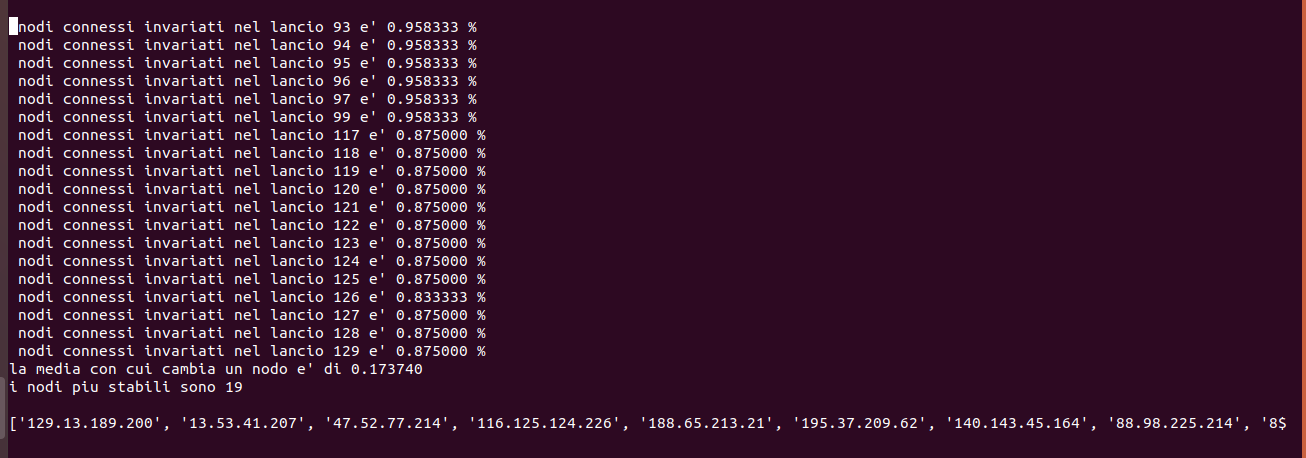 nodi connessi invariati nel lancio 93 e' 0.958333 %
nodi connessi invariati nel lancio 94 e' 0.958333 %
nodi connessi invariati nel lancio 95 e' 0.958333 %
nodi connessi invariati nel lancio 96 e' 0.958333 %
nodi connessi invariati nel lancio 97 e' 0.958333 %
nodi connessi invariati nel lancio 99 e' 0.958333 %
nodi connessi invariati nel lancio 117 e' 0.875000 %
nodi connessi invariati nel lancio 118 e' 0.875000 %
nodi connessi invariati nel lancio 119 e' 0.875000 %
nodi connessi invariati nel lancio 120 e' 0.875000 %
nodi connessi invariati nel lancio 121 e' 0.875000 %
nodi connessi invariati nel lancio 122 e' 0.875000 %
nodi connessi invariati nel lancio 123 e' 0.875000 %
nodi connessi invariati nel lancio 124 e' 0.875000 %
nodi connessi invariati nel lancio 125 e' 0.875000 %
nodi connessi invariati nel lancio 126 e' 0.833333 %
nodi connessi invariati nel lancio 127 e' 0.875000 %
nodi connessi invariati nel lancio 128 e' 0.875000 %
nodi connessi invariati nel lancio 129 e' 0.875000 %
la media con cui cambia un nodo e' di 0.173740
i nodi piu stabili sono 19
['129.13.189.200', '13.53.41.207', '47.52.77.214', '116.125.124.226', '188.65.213.21', '195.37.209.62', '140.143.45.164', '88.98.225.214', '8$